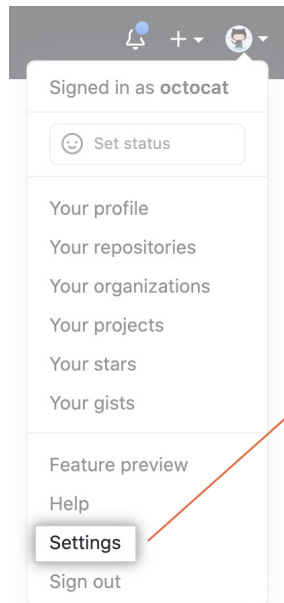 Signed in as octocat
Set status
Your profile
Your repositories
Your organizations
Your projects
Your stars
Your gists
Feature preview
Help
Settings
Sign out